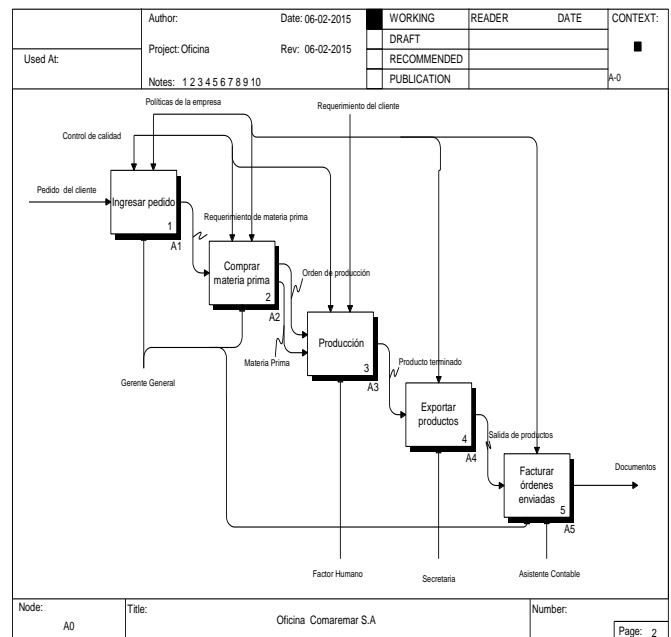 Used At:
Author:
Date: 06-02-2015
Project: Oficina
Rev: 06-02-2015
Notes: 1 2 3 4 5 6 7 8 9 10
WORKING
DRAFT
RECOMMENDED
PUBLICATION
READER
DATE
CONTEXT:
A-0
Políticas de la empresa
Requerimiento del cliente
Control de calidad
Pedido del cliente
Ingresar pedido
1
A1
Requerimiento de materia prima
Comprar
materia prima
2
A2
Orden de producción
Materia Prima
Producción
3
A3
Gerente General
Producto terminado
Exportar
productos
4
A4
Salida de productos
Facturar
órdenes
enviadas
5
A5
Documentos
Factor Humano
Secretaria
Asistente Contable
Node:
A0
Title:
Oficina Comaremar S.A
Number:
Page: 2